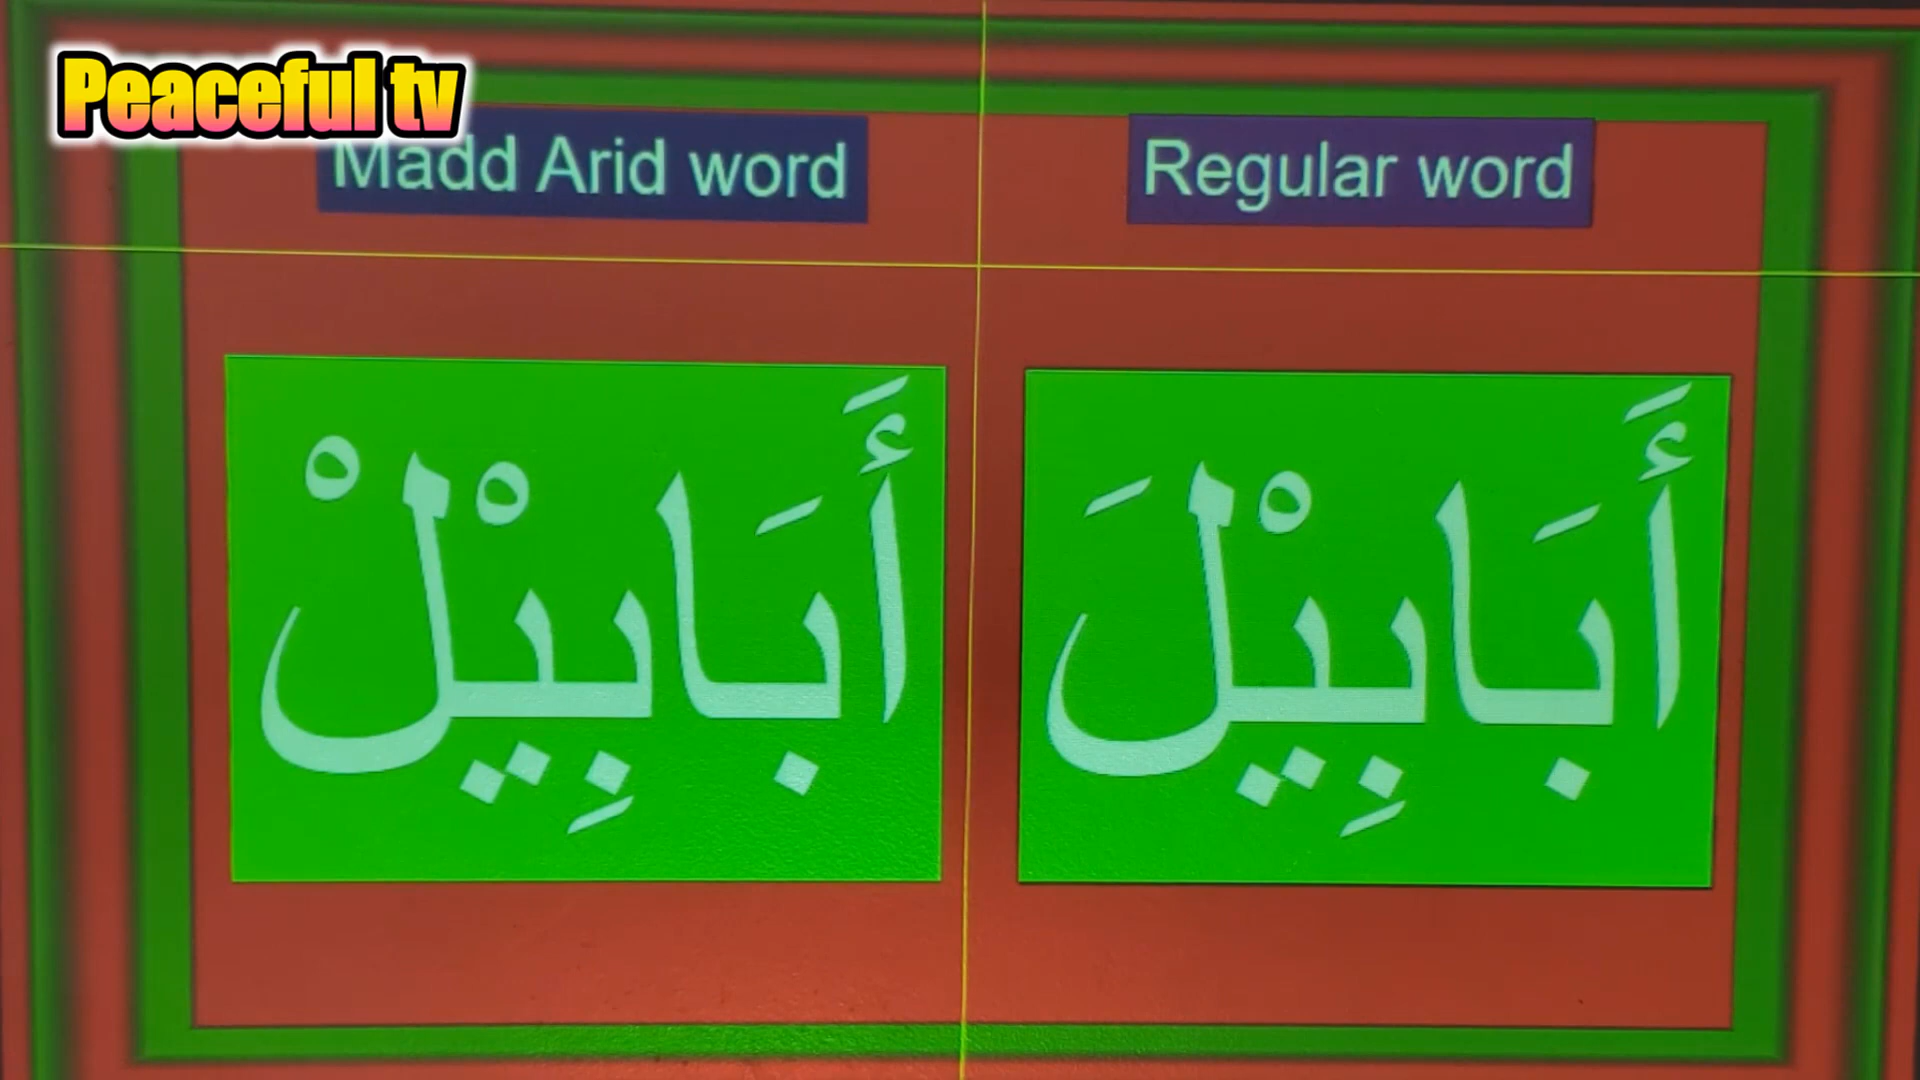 Peaceful tv
Madd Arid word
Regular word
أَبَابِيْلْ
أَبَابِيْلَ